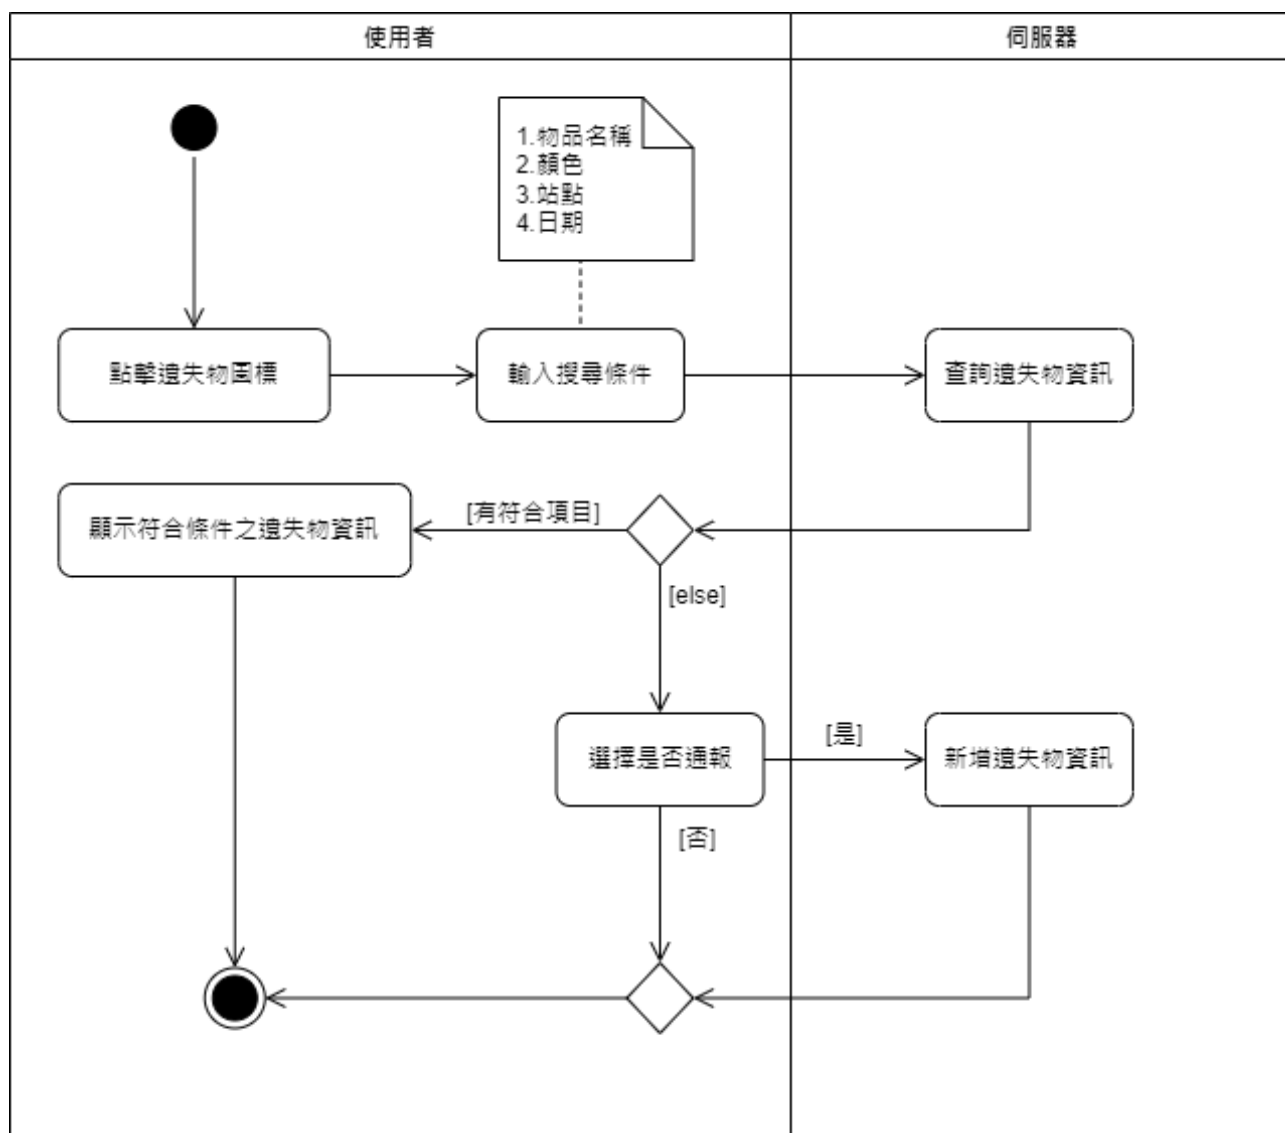 使用者
伺服器
1.物品名稱
2.顏色
3.站點
4.日期
點擊遺失物圖標
輸入搜尋條件
查詢遺失物資訊
顯示符合條件之遺失物資訊
[有符合項目]
[else]
選擇是否通報
[是]
新增遺失物資訊
[否]